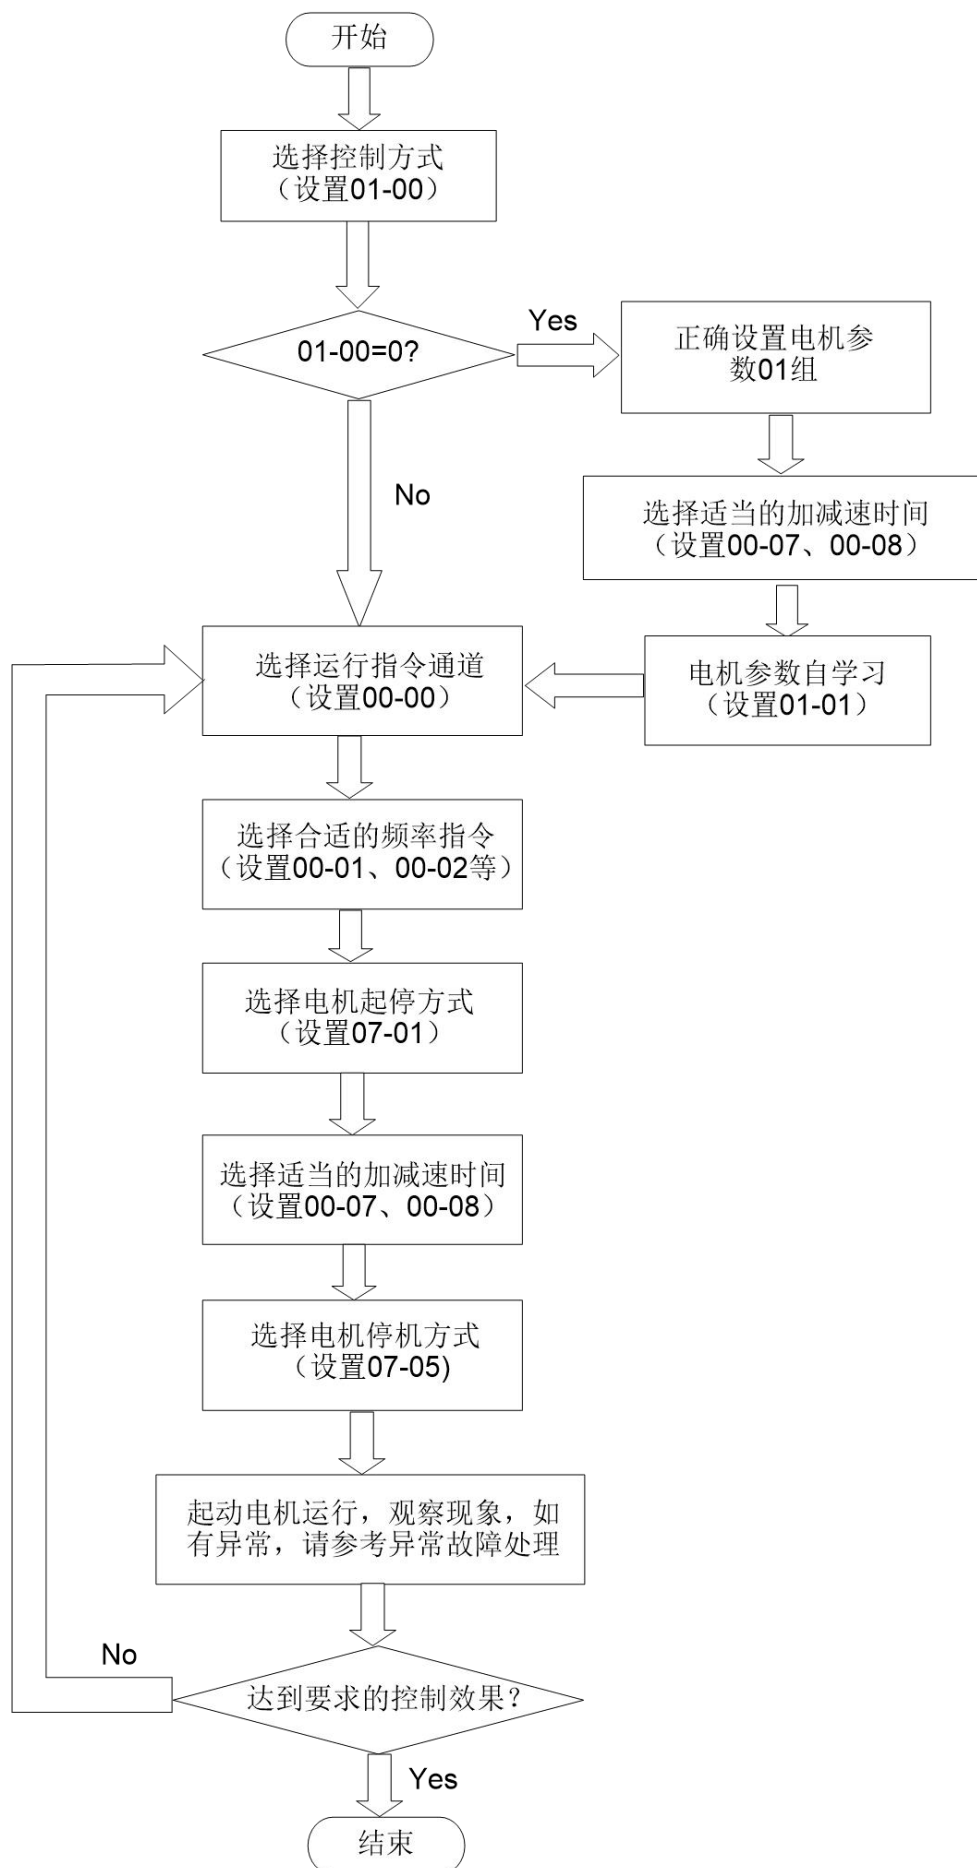 开始
选择控制方式
（设置01-00）
01-00=0?
Yes
正确设置电机参
数01组
No
选择适当的加减速时间
（设置00-07、00-08）
选择运行指令通道
（设置00-00）
电机参数自学习
（设置01-01）
选择合适的频率指令
（设置00-01、00-02等）
选择电机起停方式
（设置07-01）
选择适当的加减速时间
（设置00-07、00-08）
选择电机停机方式
（设置07-05)
起动电机运行，观察现象，如
有异常，请参考异常故障处理
No
达到要求的控制效果？
Yes
结束